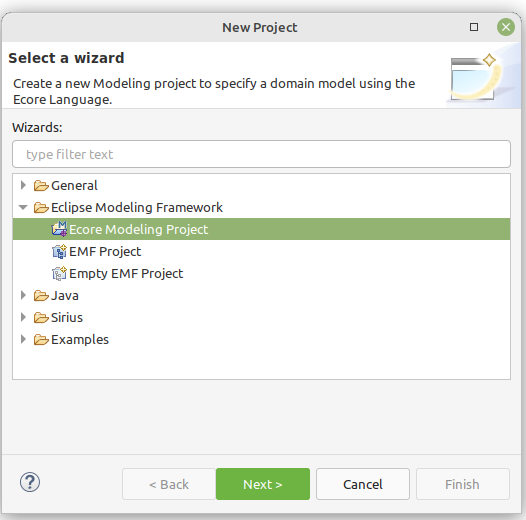 New Project
Select a wizard
Create a new Modeling project to specify a domain model using the
Ecore Language.
Wizards:
type filter text
General
Eclipse Modeling Framework
Ecore Modeling Project
EMF Project
Empty EMF Project
Java
Sirius
Examples
?
< Back
Next >
Cancel
Finish